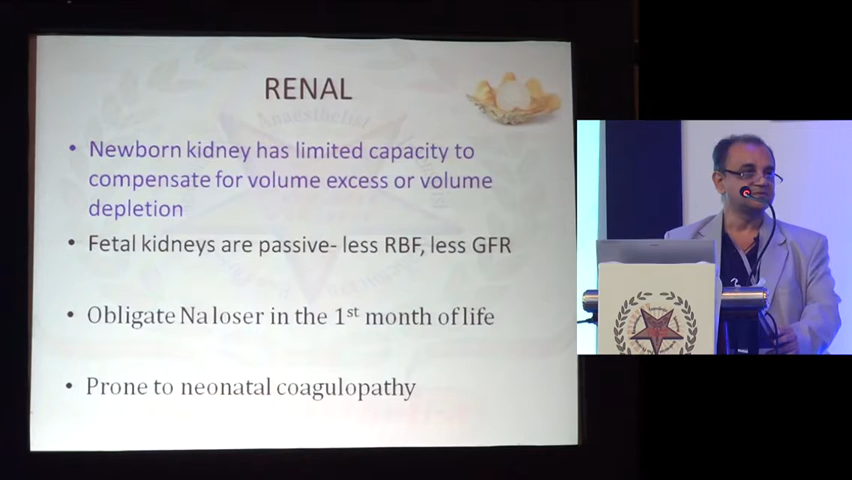 RENAL
Anaesthetist
• Newborn kidney has limited capacity to
compensate for volume excess or volume
depletion
• Fetal kidneys are passive- less RBF, less GFR
• Obligate Na loser in the 1st month of life
• Prone to neonatal coagulopathy